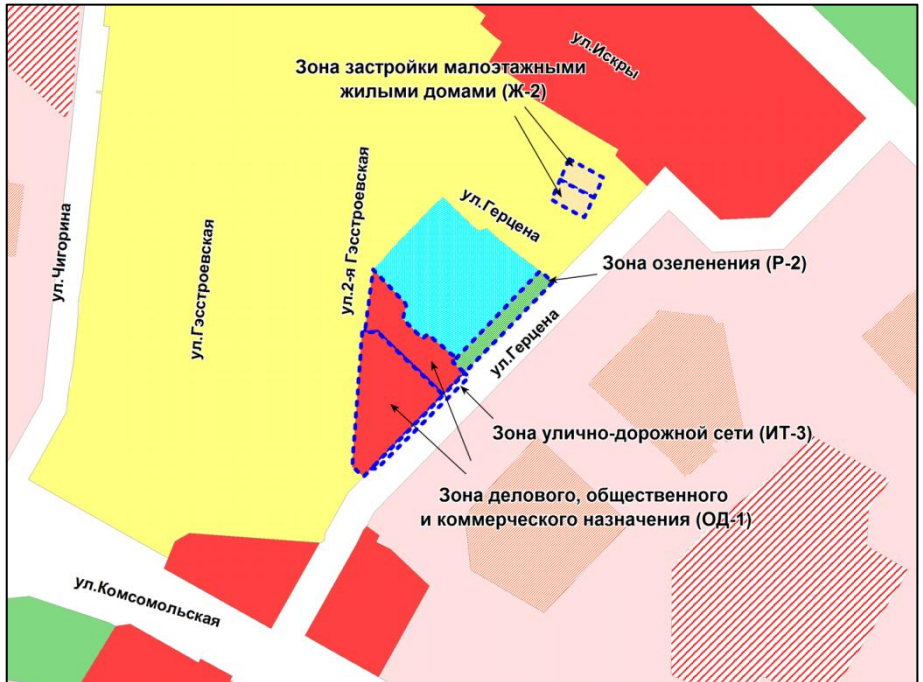 ул.Искры
Зона застройки малоэтажными
жилыми домами (Ж-2)
ул.Чигорина
ул.Гэсстроевская
ул.2-я Гэсстроевская
ул.Герцена
Зона озеленения (Р-2)
ул.Герцена
Зона улично-дорожной сети (ИТ-3)
Зона делового, общественного
и коммерческого назначения (ОД-1)
ул.Комсомольская